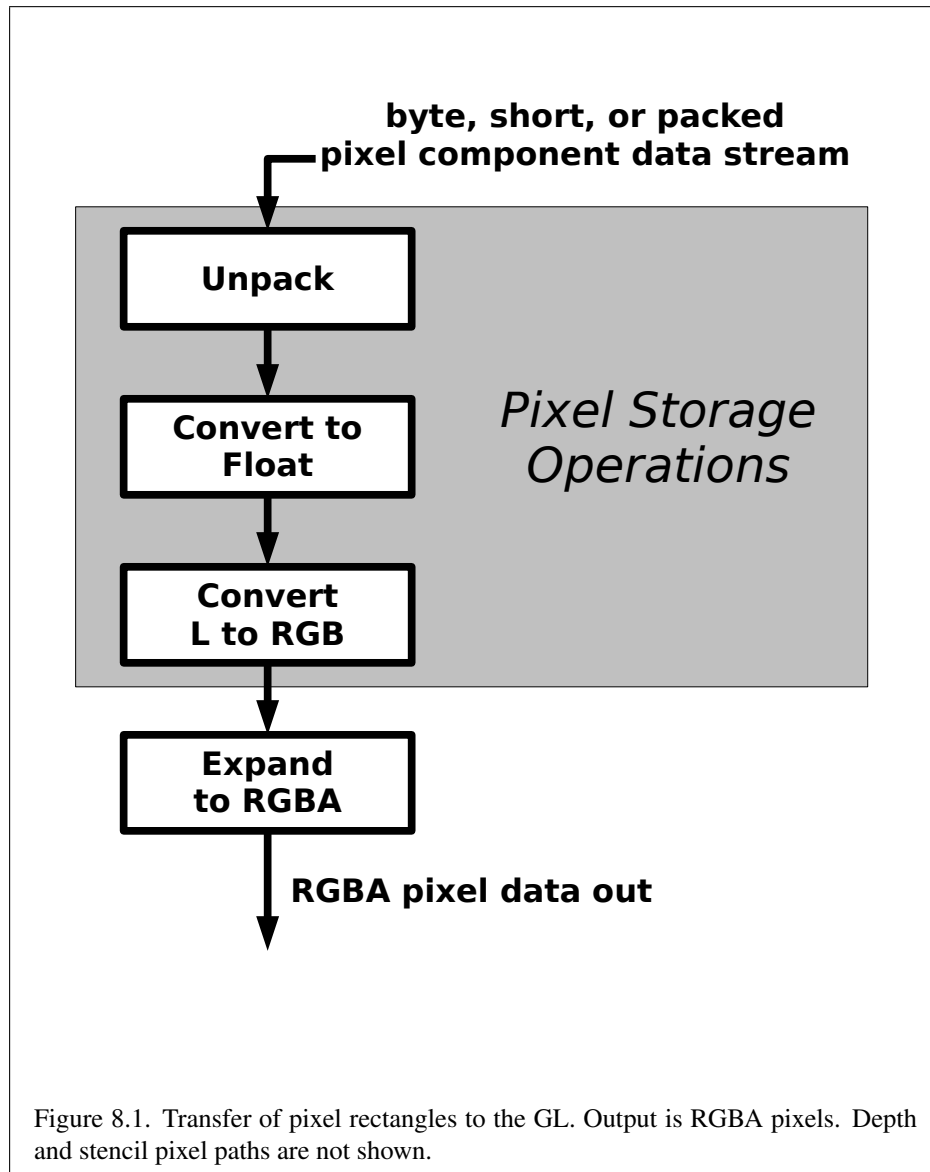 byte, short, or packed
pixel component data stream
Unpack
Convert to
Float
Pixel Storage
Operations
Convert
L to RGB
Expand
to RGBA
RGBA pixel data out
Figure 8.1. Transfer of pixel rectangles to the GL. Output is RGBA pixels. Depth
and stencil pixel paths are not shown.